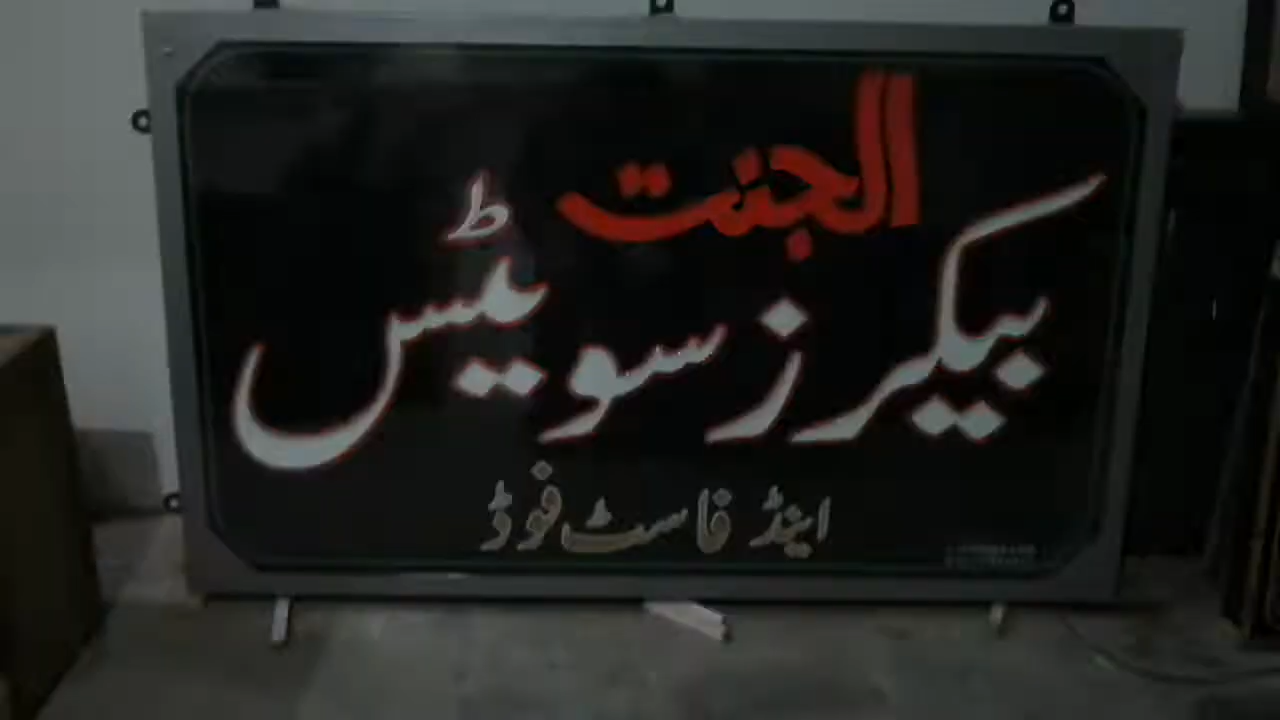 الجنت
بیکرز سویٹس
اینڈ فاسٹ فوڈ